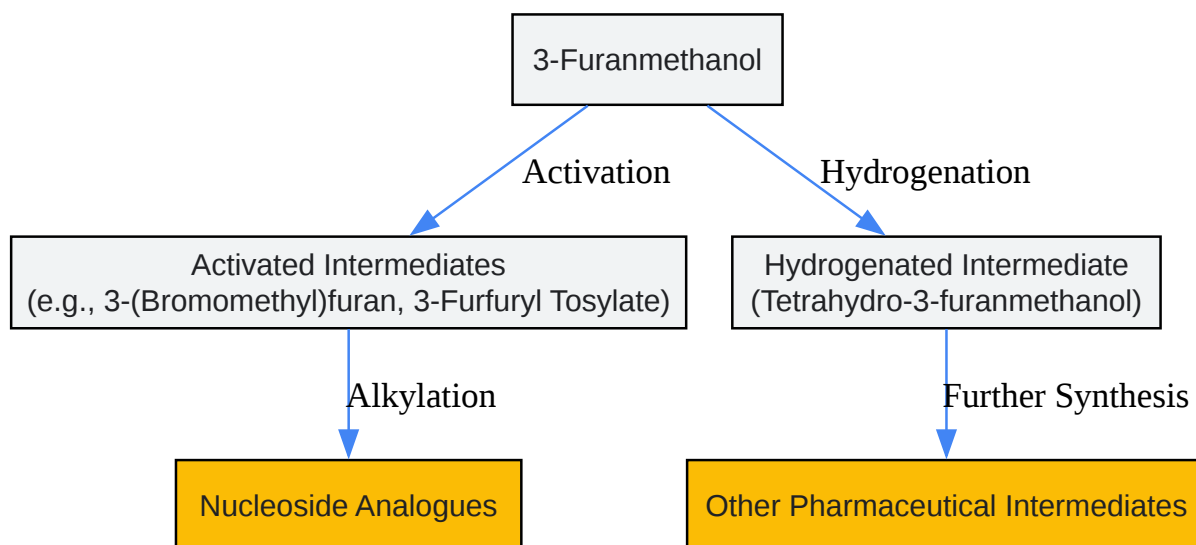 3-Furanmethanol
Activation
Hydrogenation
Activated Intermediates
(e.g., 3-(Bromomethyl)furan, 3-Furfuryl Tosylate)
Hydrogenated Intermediate
(Tetrahydro-3-furanmethanol)
Alkylation
Further Synthesis
Nucleoside Analogues
Other Pharmaceutical Intermediates